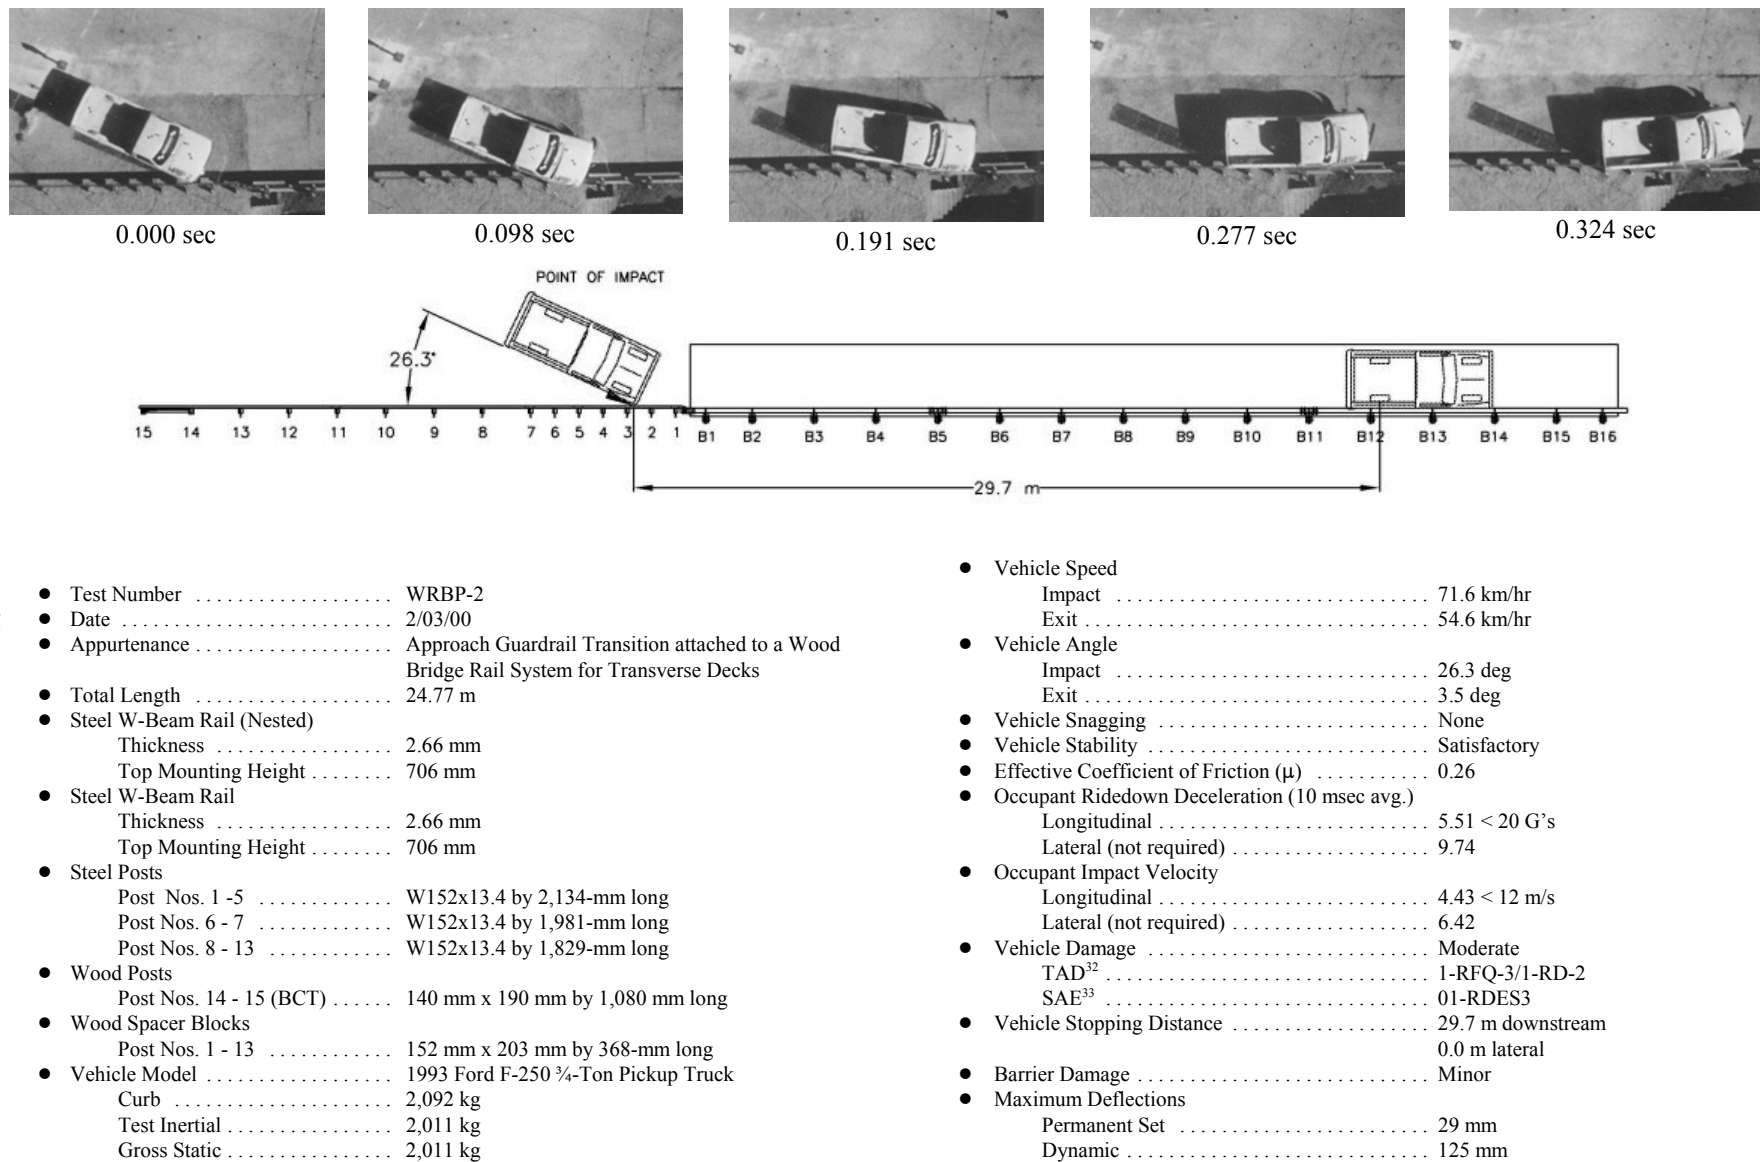 0.000 sec
0.098 sec
0.191 sec
0.277 sec
0.324 sec
POINT OF IMPACT
26.3°
15 14 13 12 11 10 9 8 7 6 5 4 3 2 1 B1 B2 B3 B4 B5 B6 B7 B8 B9 B10 B11 B12 B13 B14 B15 B16
29.7 m
● Test Number ................... WRBP-2
● Date .......................... 2/03/00
● Appurtenance ................... Approach Guardrail Transition attached to a Wood
Bridge Rail System for Transverse Decks
● Total Length ................... 24.77 m
● Steel W-Beam Rail (Nested)
Thickness ................. 2.66 mm
Top Mounting Height ........ 706 mm
● Steel W-Beam Rail
Thickness ................. 2.66 mm
Top Mounting Height ........ 706 mm
● Steel Posts
Post Nos. 1 -5 ............. W152x13.4 by 2,134-mm long
Post Nos. 6 - 7 ............. W152x13.4 by 1,981-mm long
Post Nos. 8 - 13 ............ W152x13.4 by 1,829-mm long
● Wood Posts
Post Nos. 14 - 15 (BCT) ...... 140 mm x 190 mm by 1,080 mm long
● Wood Spacer Blocks
Post Nos. 1 - 13 ............ 152 mm x 203 mm by 368-mm long
● Vehicle Model .................. 1993 Ford F-250 ¾-Ton Pickup Truck
Curb ..................... 2,092 kg
Test Inertial ................ 2,011 kg
Gross Static ................ 2,011 kg
● Vehicle Speed
Impact .............................. 71.6 km/hr
Exit ................................. 54.6 km/hr
● Vehicle Angle
Impact .............................. 26.3 deg
Exit ................................. 3.5 deg
● Vehicle Snagging .......................... None
● Vehicle Stability ........................... Satisfactory
● Effective Coefficient of Friction (μ) ........... 0.26
● Occupant Ridedown Deceleration (10 msec avg.)
Longitudinal .......................... 5.51 < 20 G’s
Lateral (not required) ................... 9.74
● Occupant Impact Velocity
Longitudinal .......................... 4.43 < 12 m/s
Lateral (not required) ................... 6.42
● Vehicle Damage ........................... Moderate
TAD³² ............................... 1-RFQ-3/1-RD-2
SAE³³ ............................... 01-RDES3
● Vehicle Stopping Distance ................... 29.7 m downstream
0.0 m lateral
● Barrier Damage ............................ Minor
● Maximum Deflections
Permanent Set ........................ 29 mm
Dynamic ............................. 125 mm